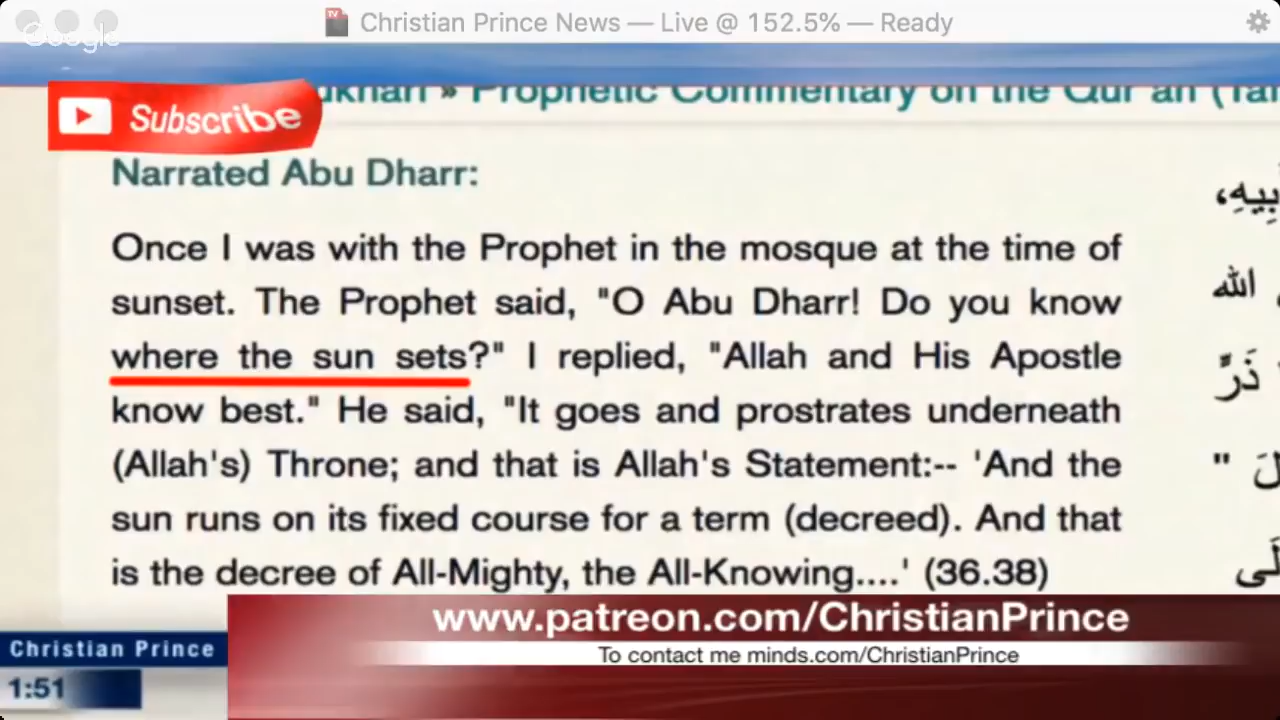 Christian Prince News — Live @ 152.5% — Ready
Google
Subscribe
Prophetic Commentary on the Qur'an
Narrated Abu Dharr:
Once I was with the Prophet in the mosque at the time of
sunset. The Prophet said, "O Abu Dharr! Do you know
where the sun sets?" I replied, "Allah and His Apostle
know best." He said, "It goes and prostrates underneath
(Allah's) Throne; and that is Allah's Statement:-- 'And the
sun runs on its fixed course for a term (decreed). And that
is the decree of All-Mighty, the All-Knowing....' (36.38)
الله
ذَرٍّ
www.patreon.com/ChristianPrince
To contact me minds.com/ChristianPrince
Christian Prince
1:51